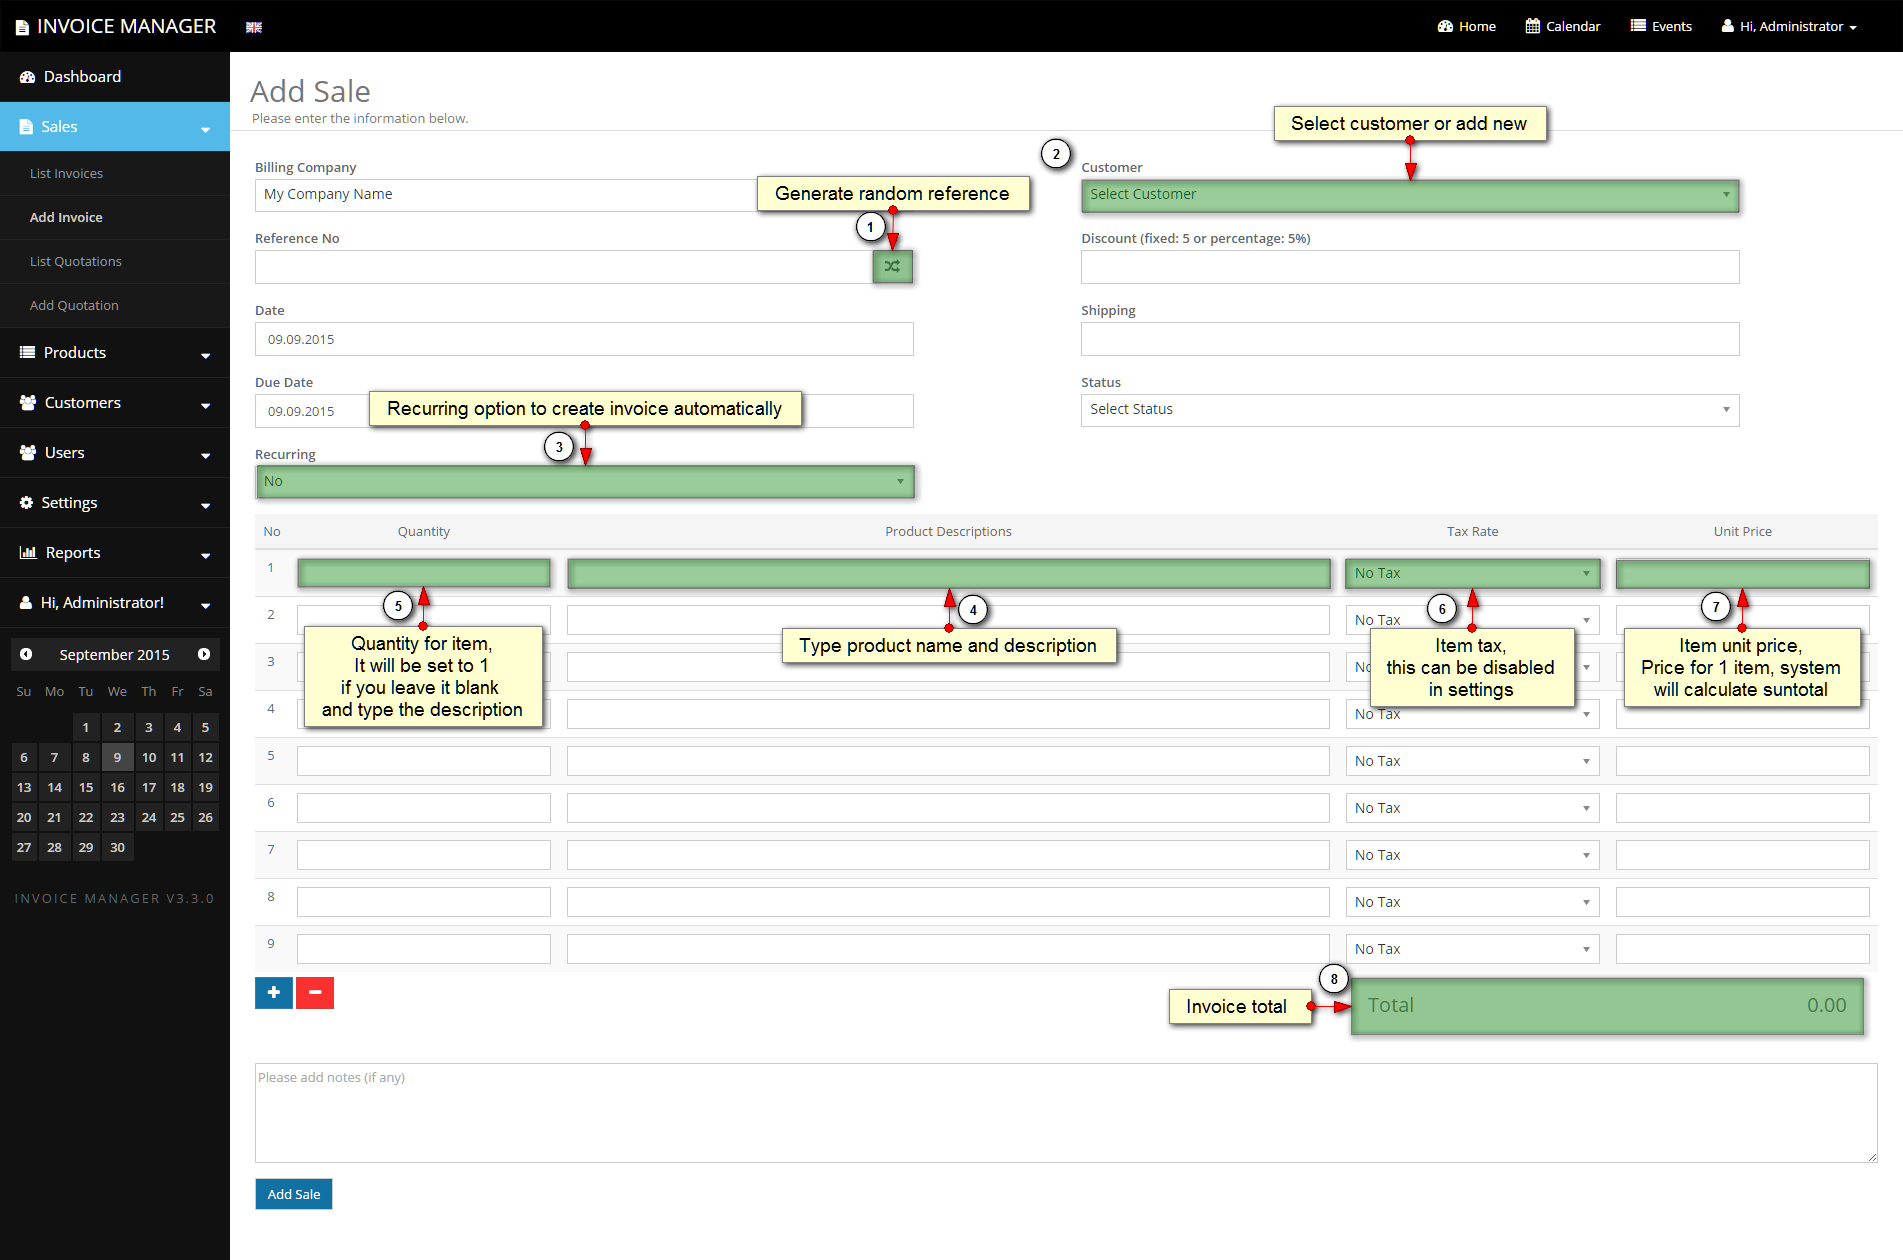 INVOICE MANAGER
Home
Calendar
Events
Hi, Administrator
Dashboard
Sales
List Invoices
Add Invoice
List Quotations
Add Quotation
Products
Customers
Users
Settings
Reports
Hi, Administrator!
September 2015
Su Mo Tu We Th Fr Sa
1 2 3 4 5
6 7 8 9 10 11 12
13 14 15 16 17 18 19
20 21 22 23 24 25 26
27 28 29 30
INVOICE MANAGER V3.3.0
Add Sale
Please enter the information below.
Select customer or add new
2
Billing Company
Customer
My Company Name
Generate random reference
Select Customer
1
Reference No
Discount (fixed: 5 or percentage: 5%)
Date
Shipping
09.09.2015
Due Date
Status
09.09.2015
Recurring option to create invoice automatically
Select Status
3
Recurring
No
No Quantity Product Descriptions Tax Rate Unit Price
1 No Tax
5 4 6 7
2 No Tax
Quantity for item,
It will be set to 1
if you leave it blank
and type the description
Type product name and description
Item tax,
this can be disabled
in settings
Item unit price,
Price for 1 item, system
will calculate suntotal
3 No
4 No Tax
5 No Tax
6 No Tax
7 No Tax
8 No Tax
9 No Tax
8
Invoice total
Total 0.00
Please add notes (if any)
Add Sale